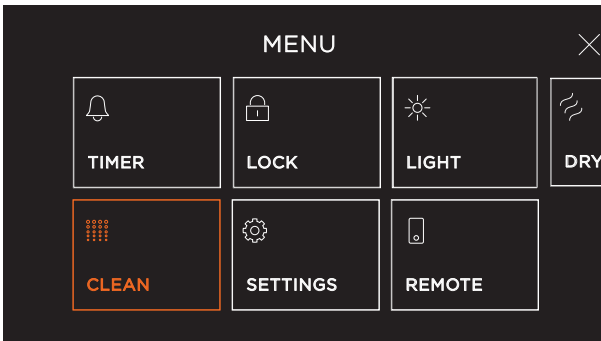 MENU
TIMER
LOCK
LIGHT
DRY
CLEAN
SETTINGS
REMOTE